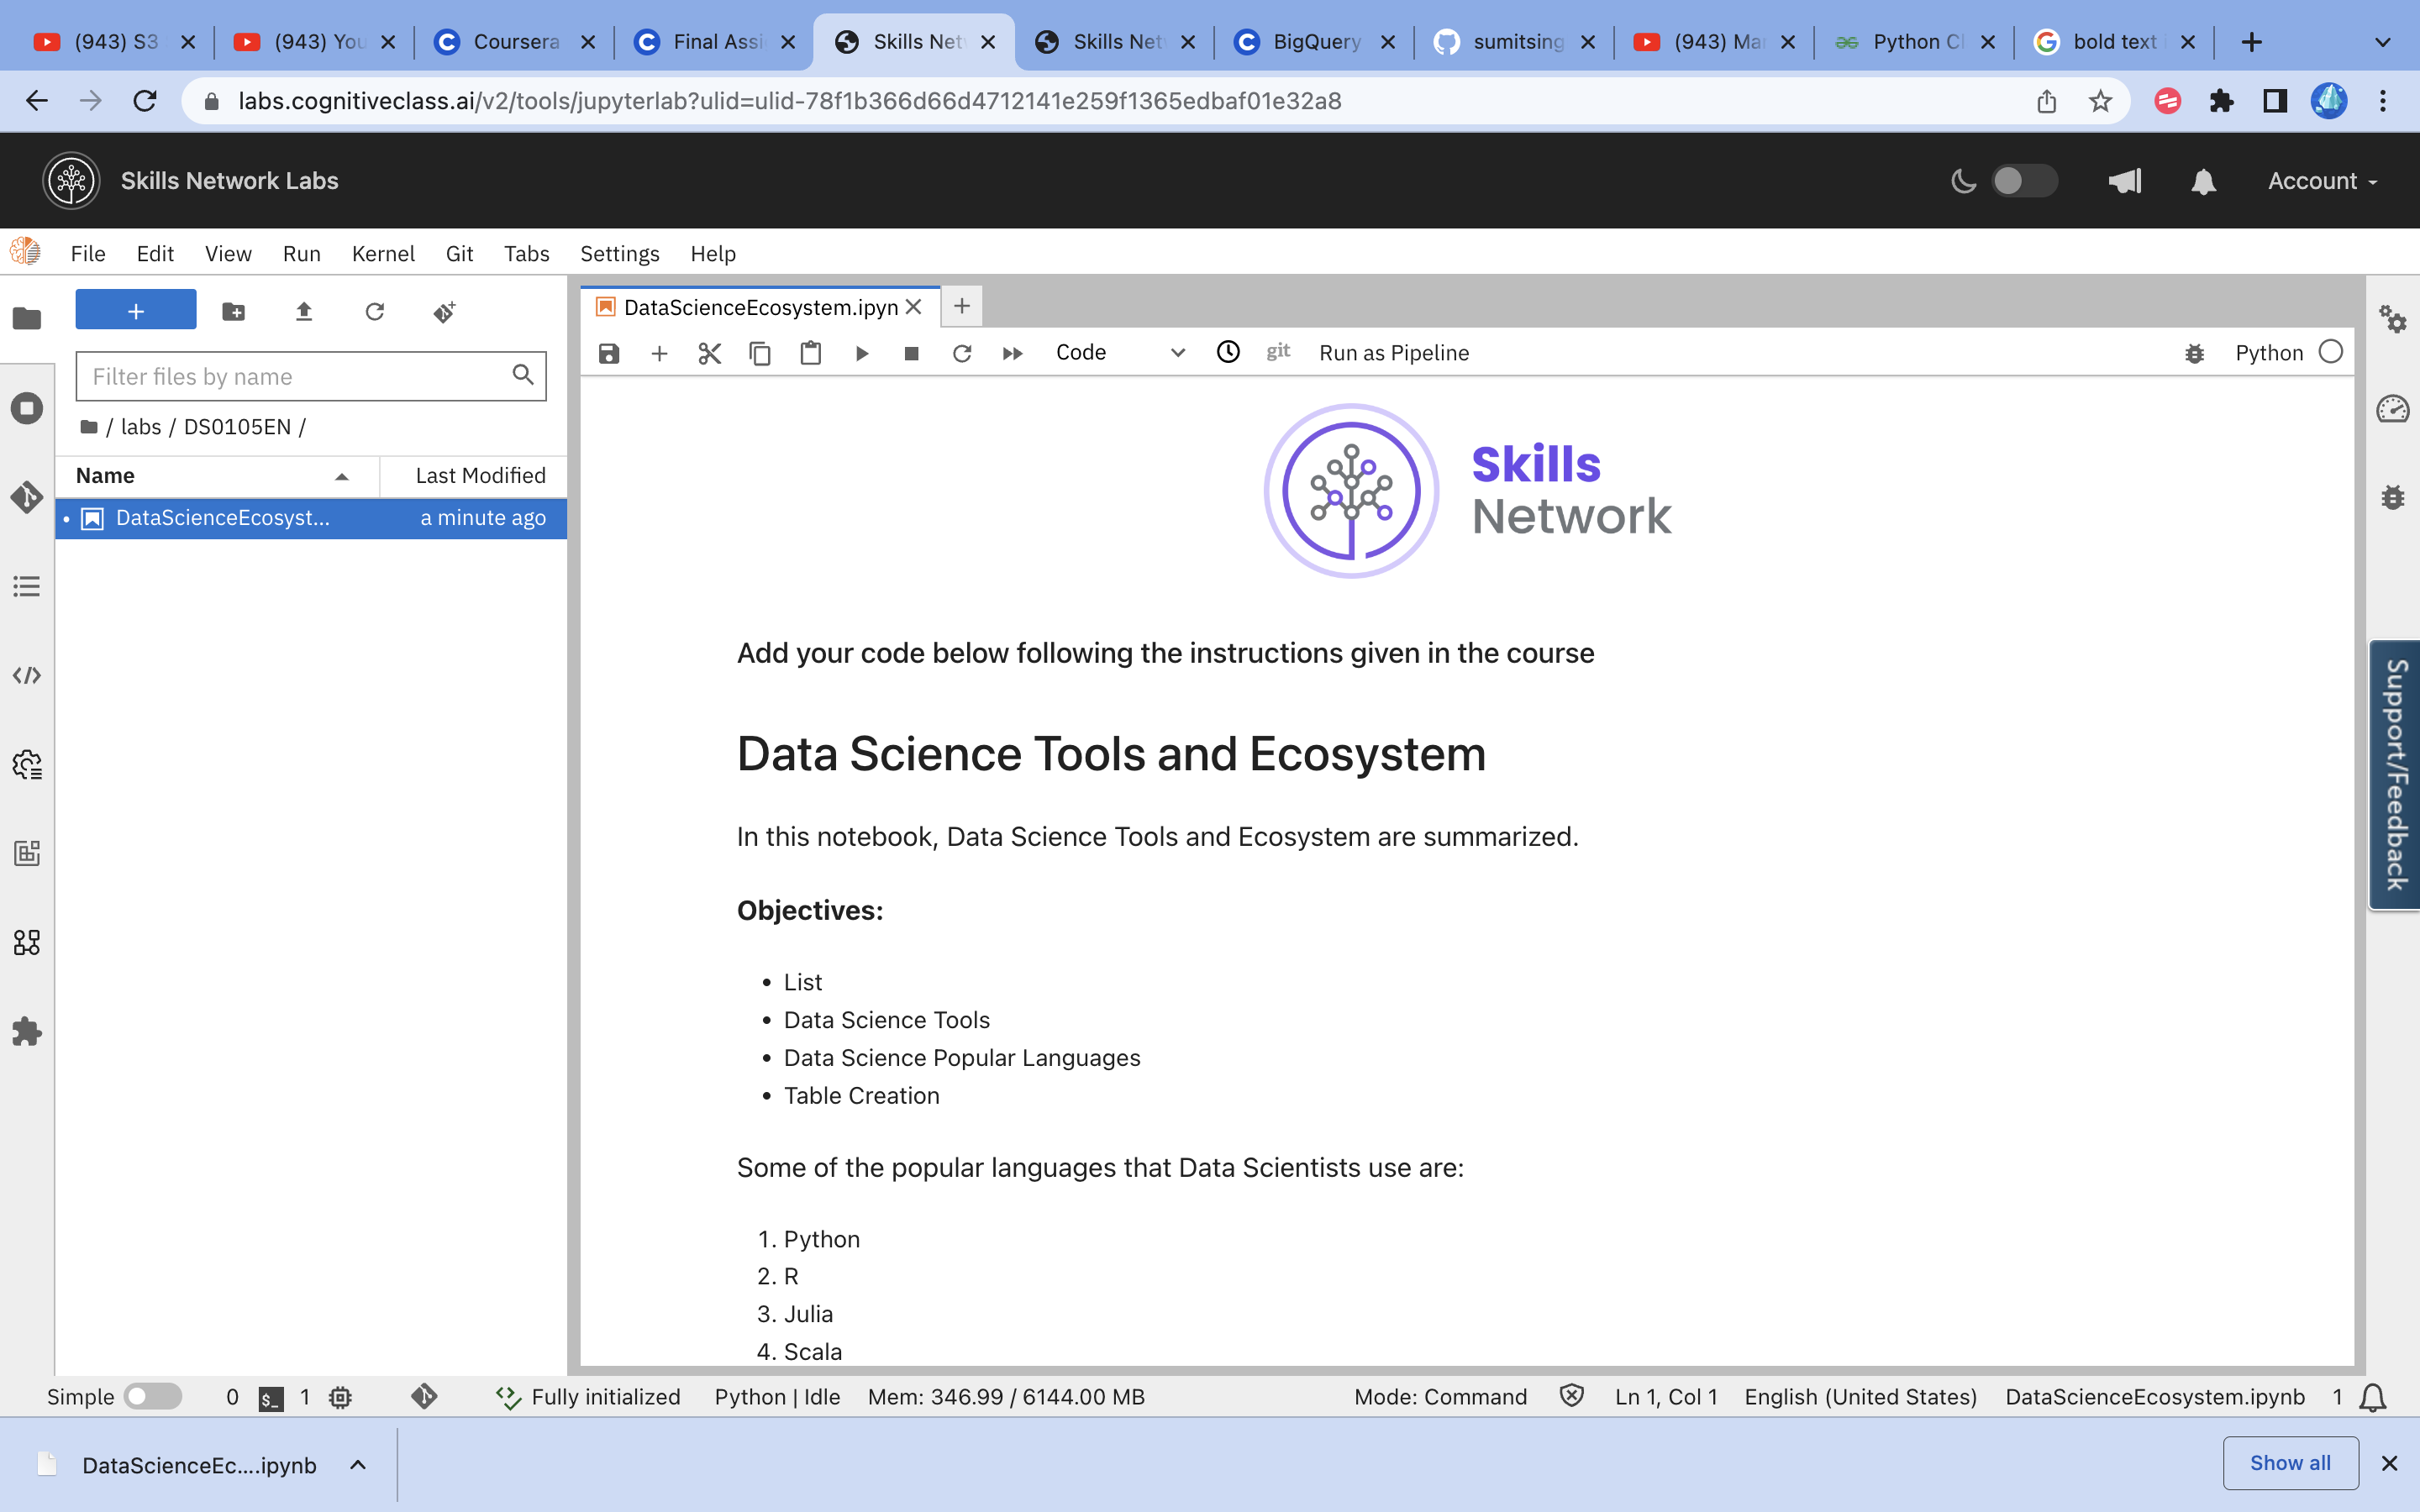 (943) S3
(943) You
Coursera
Final Assi
Skills Net
Skills Net
BigQuery
sumitsing
(943) Ma
Python Cl
bold text i
labs.cognitiveclass.ai/v2/tools/jupyterlab?ulid=ulid-78f1b366d66d4712141e259f1365edbaf01e32a8
Skills Network Labs
Account
File Edit View Run Kernel Git Tabs Settings Help
DataScienceEcosystem.ipyn
Code git Run as Pipeline Python
Filter files by name
/ labs / DS0105EN /
Name Last Modified
DataScienceEcosyst... a minute ago
Skills
Network
Add your code below following the instructions given in the course
Data Science Tools and Ecosystem
In this notebook, Data Science Tools and Ecosystem are summarized.
Objectives:
• List
• Data Science Tools
• Data Science Popular Languages
• Table Creation
Some of the popular languages that Data Scientists use are:
1. Python
2. R
3. Julia
4. Scala
Support/Feedback
Simple 0 $_ 1 Fully initialized Python | Idle Mem: 346.99 / 6144.00 MB Mode: Command Ln 1, Col 1 English (United States) DataScienceEcosystem.ipynb 1
DataScienceEc....ipynb
Show all